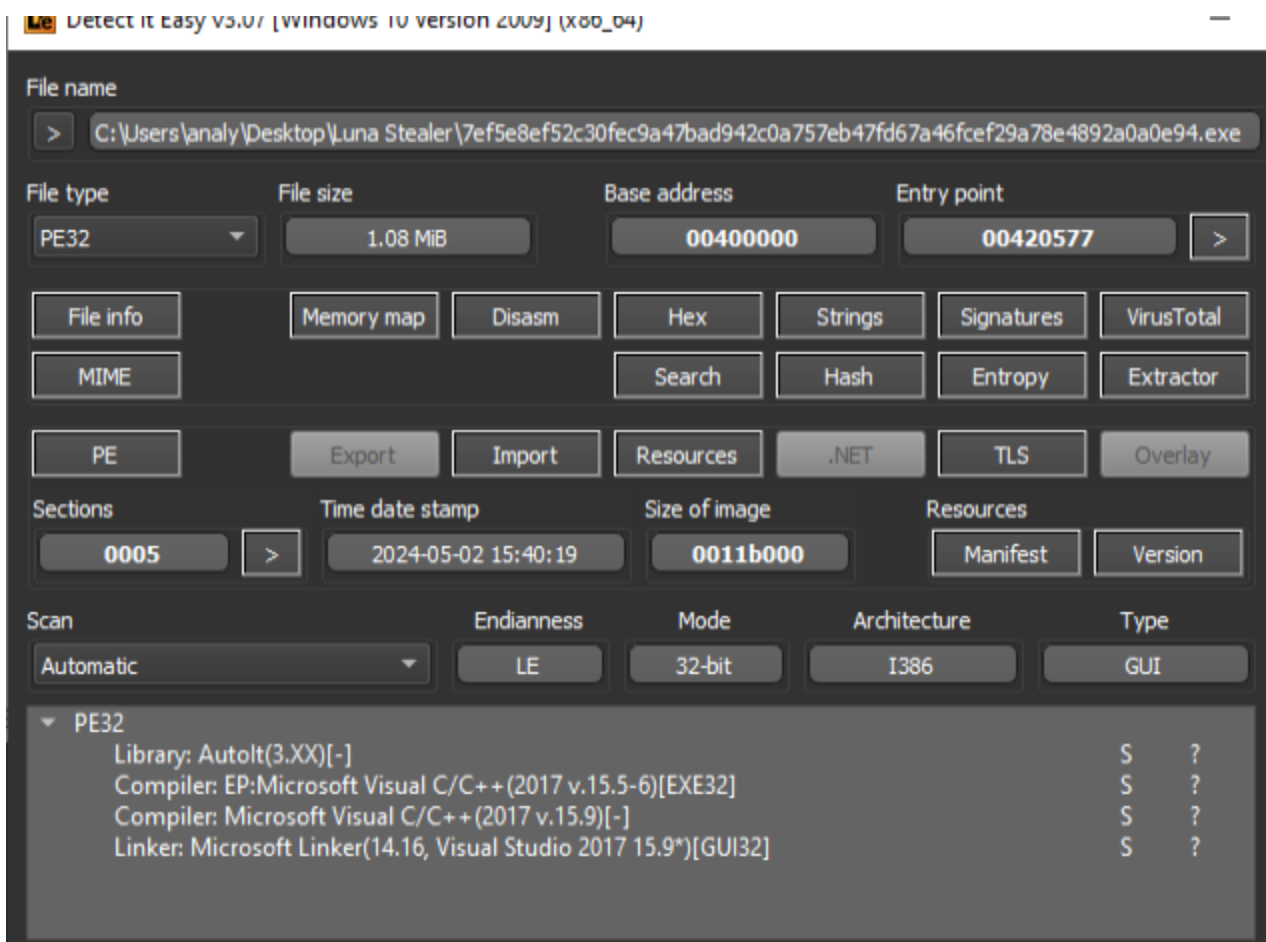 Detect It Easy v3.07 [Windows 10 Version 2009] (x86_64)
File name
> C:\Users\analy\Desktop\Luna Stealer\7ef5e8ef52c30fec9a47bad942c0a757eb47fd67a46fcef29a78e4892a0a0e94.exe
File type File size Base address Entry point
PE32 1.08 MiB 00400000 00420577 >
File info Memory map Disasm Hex Strings Signatures VirusTotal
MIME Search Hash Entropy Extractor
PE Export Import Resources .NET TLS Overlay
Sections Time date stamp Size of image Resources
0005 > 2024-05-02 15:40:19 0011b000 Manifest Version
Scan Endianness Mode Architecture Type
Automatic LE 32-bit I386 GUI
PE32
Library: AutoIt(3.XX)[-] S ?
Compiler: EP:Microsoft Visual C/C++(2017 v.15.5-6)[EXE32] S ?
Compiler: Microsoft Visual C/C++(2017 v.15.9)[-] S ?
Linker: Microsoft Linker(14.16, Visual Studio 2017 15.9*)[GUI32] S ?